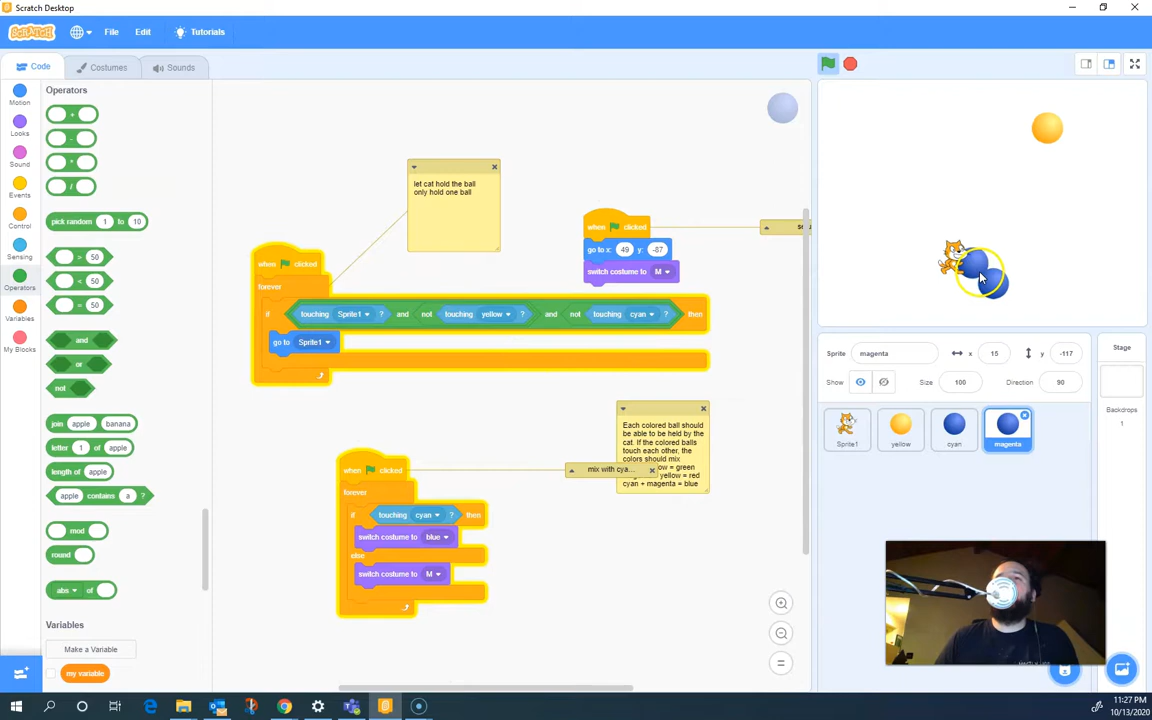 Scratch Desktop
SCRATCH
File
Edit
Tutorials
Code
Costumes
Sounds
Motion
Looks
Sound
Events
Control
Sensing
Operators
Variables
My Blocks
Operators
+
-
*
/
pick random 1 to 10
> 50
< 50
= 50
and
or
not
join apple banana
letter 1 of apple
length of apple
apple contains a ?
mod
round
abs of
Variables
Make a Variable
my variable
let cat hold the ball
only hold one ball
when clicked
forever
if touching Sprite1 ? and not touching yellow ? and not touching cyan ? then
go to Sprite1
when clicked
go to x: 49 y: -87
switch costume to M
when clicked
forever
if touching cyan ? then
switch costume to blue
else
switch costume to M
Each colored ball should
be able to be held by the
cat. If the colored balls
touch each other, the
colors should mix
mix with cya...
ow = green
yellow = red
cyan + magenta = blue
Sprite magenta x 15 y -117
Show Size 100 Direction 90
Sprite1
yellow
cyan
magenta
Stage
Backdrops
1
11:27 PM
10/13/2020